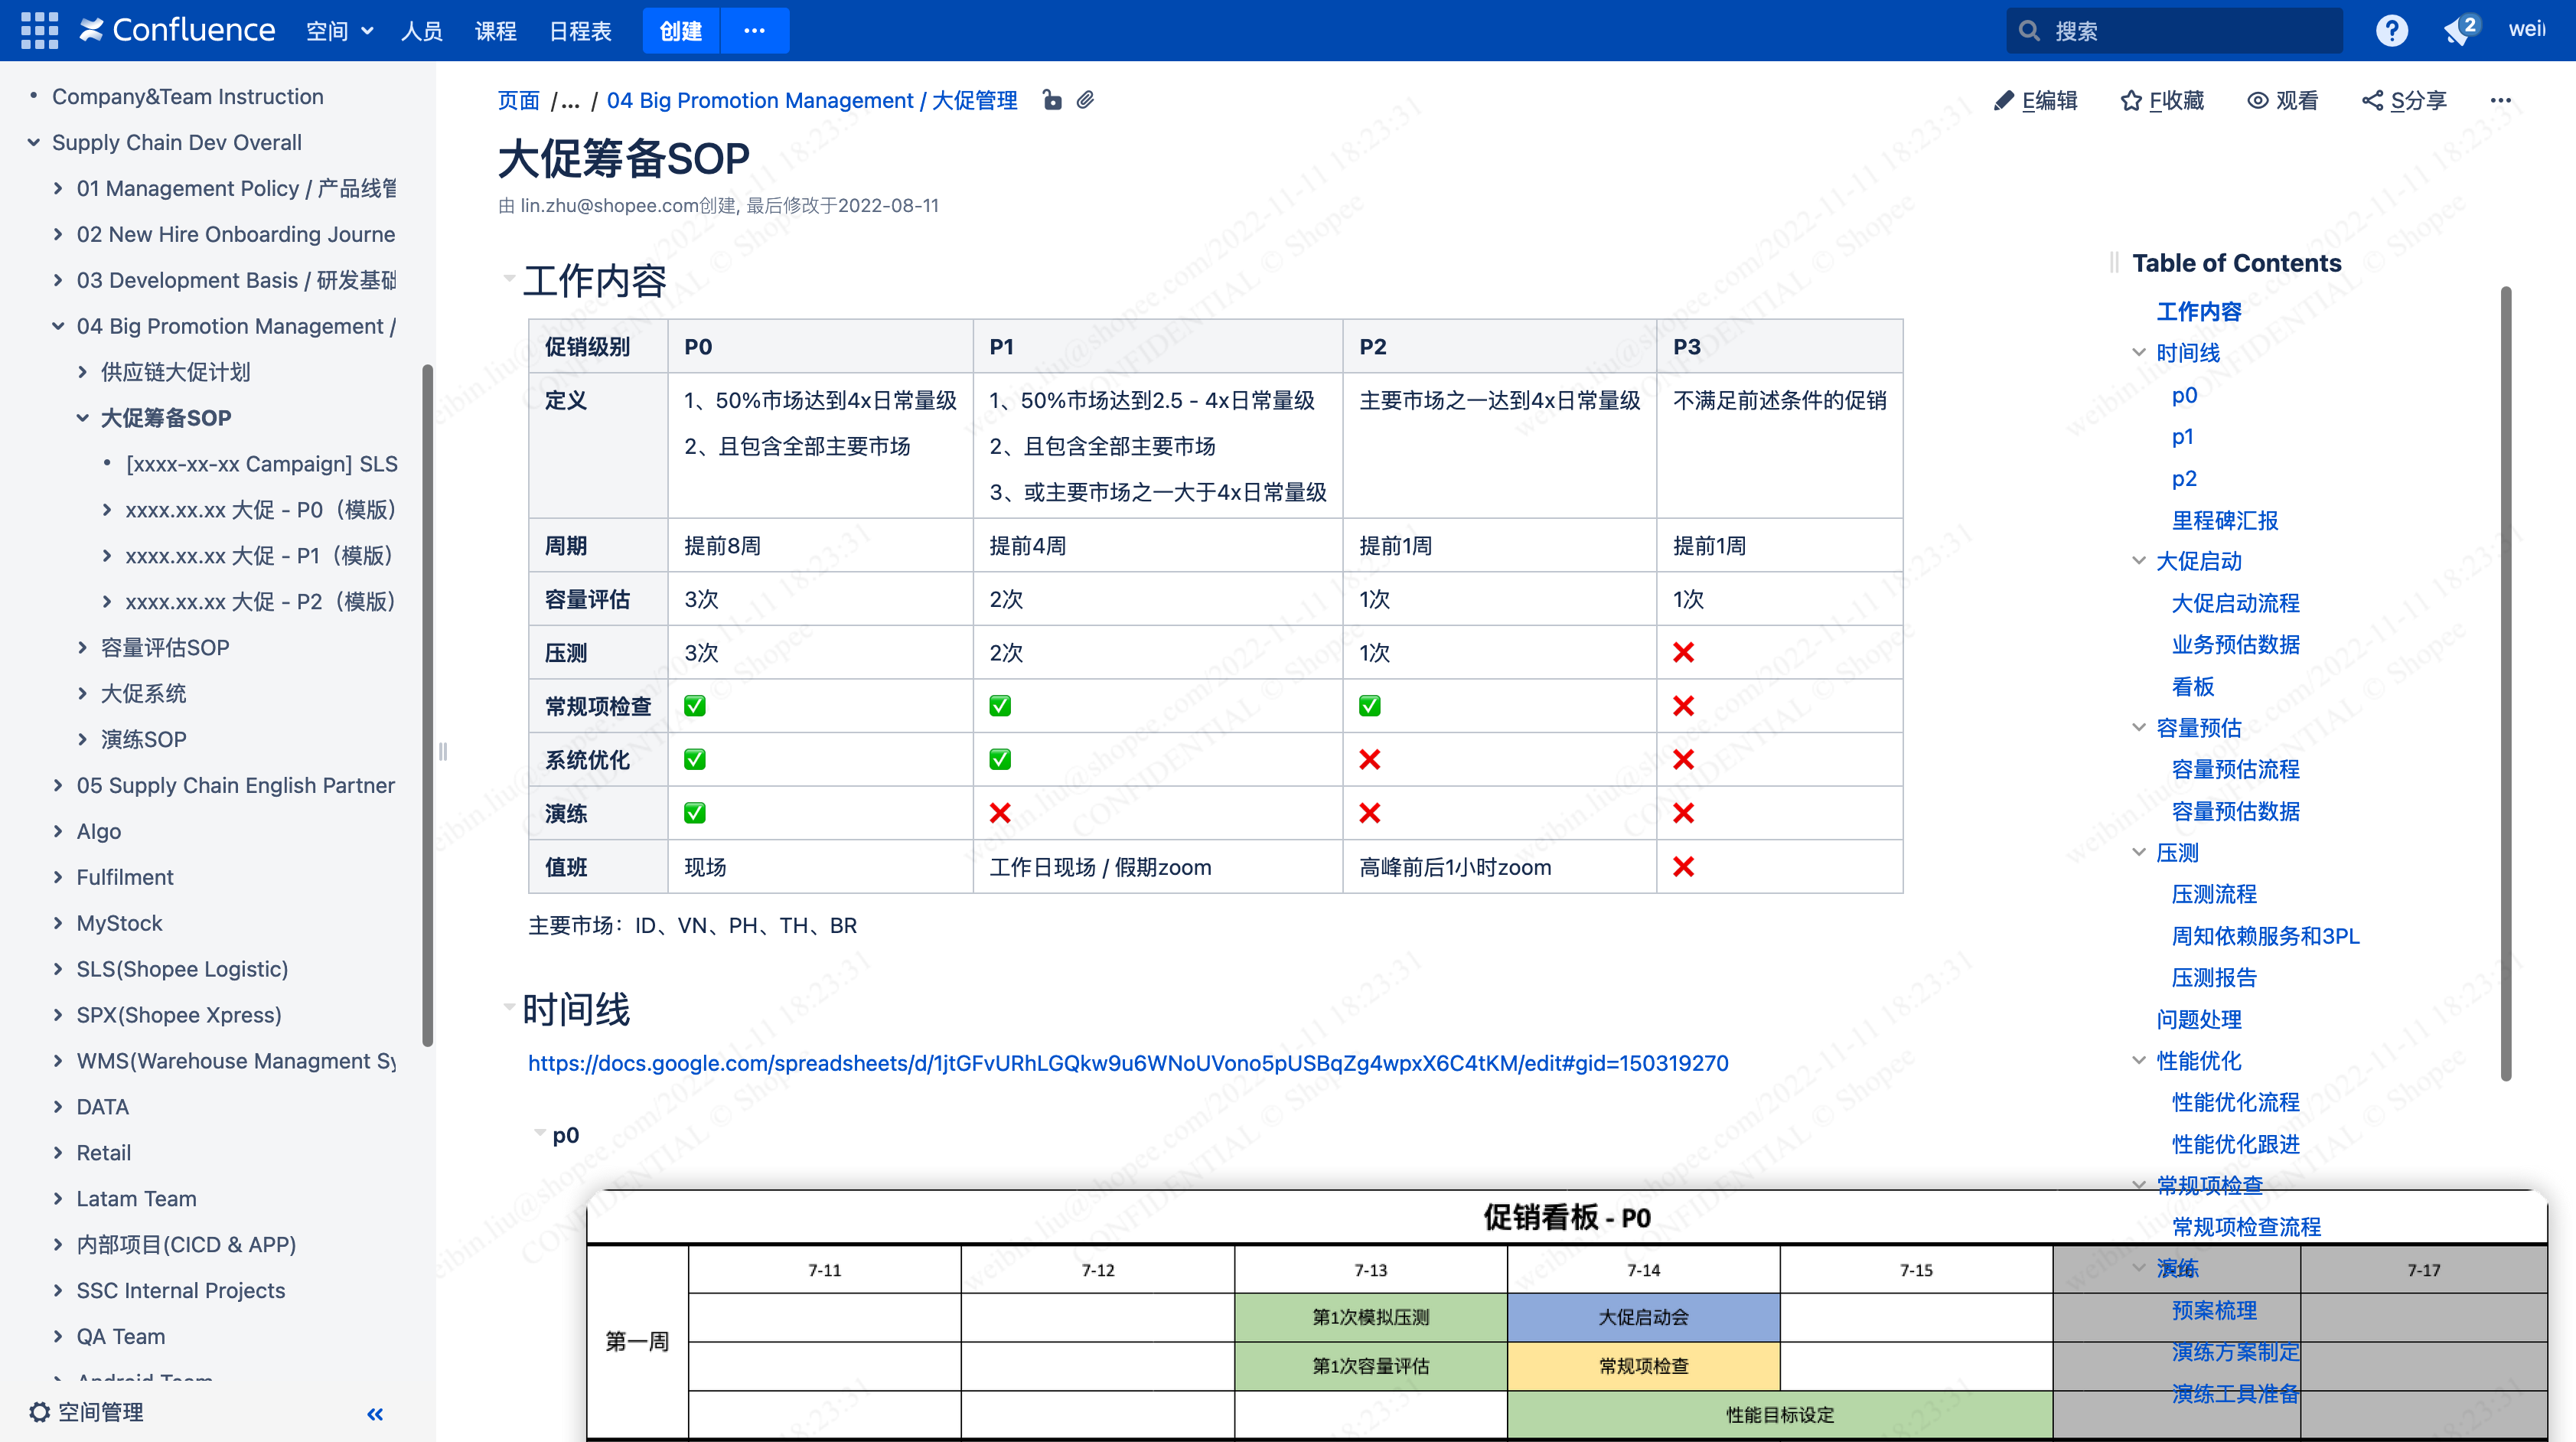 Confluence 空间 人员 课程 日程表 创建 ... 搜索 2 wei
Company&Team Instruction
Supply Chain Dev Overall
01 Management Policy / 产品线管
02 New Hire Onboarding Journe
03 Development Basis / 研发基础
04 Big Promotion Management /
供应链大促计划
大促筹备SOP
[xxxx-xx-xx Campaign] SLS
xxxx.xx.xx 大促 - P0（模版）
xxxx.xx.xx 大促 - P1（模版）
xxxx.xx.xx 大促 - P2（模版）
容量评估SOP
大促系统
演练SOP
05 Supply Chain English Partner
Algo
Fulfilment
MyStock
SLS(Shopee Logistic)
SPX(Shopee Xpress)
WMS(Warehouse Managment Sy
DATA
Retail
Latam Team
内部项目(CICD & APP)
SSC Internal Projects
QA Team
Android Team
空间管理
页面 /... / 04 Big Promotion Management / 大促管理
E编辑 F收藏 观看 S分享 ...
大促筹备SOP
由 lin.zhu@shopee.com创建, 最后修改于2022-08-11
工作内容
促销级别 P0 P1 P2 P3
定义 1、50%市场达到4x日常量级 1、50%市场达到2.5 - 4x日常量级 主要市场之一达到4x日常量级 不满足前述条件的促销
2、且包含全部主要市场 2、且包含全部主要市场
3、或主要市场之一大于4x日常量级
周期 提前8周 提前4周 提前1周 提前1周
容量评估 3次 2次 1次 1次
压测 3次 2次 1次 ❌
常规项检查 ✅ ✅ ✅ ❌
系统优化 ✅ ✅ ❌ ❌
演练 ✅ ❌ ❌ ❌
值班 现场 工作日现场 / 假期zoom 高峰前后1小时zoom ❌
主要市场：ID、VN、PH、TH、BR
时间线
https://docs.google.com/spreadsheets/d/1jtGFvURhLGQkw9u6WNoUVono5pUSBqZg4wpxX6C4tKM/edit#gid=150319270
p0
促销看板 - P0
7-11 7-12 7-13 7-14 7-15 7-17
第一周
第1次模拟压测 大促启动会
第1次容量评估 常规项检查
性能目标设定
Table of Contents
工作内容
时间线
p0
p1
p2
里程碑汇报
大促启动
大促启动流程
业务预估数据
看板
容量预估
容量预估流程
容量预估数据
压测
压测流程
周知依赖服务和3PL
压测报告
问题处理
性能优化
性能优化流程
性能优化跟进
常规项检查
常规项检查流程
演练
预案梳理
演练方案制定
演练工具准备
weibin.liu@shopee.com/2022-11-11 18:23:31
CONFIDENTIAL © Shopee